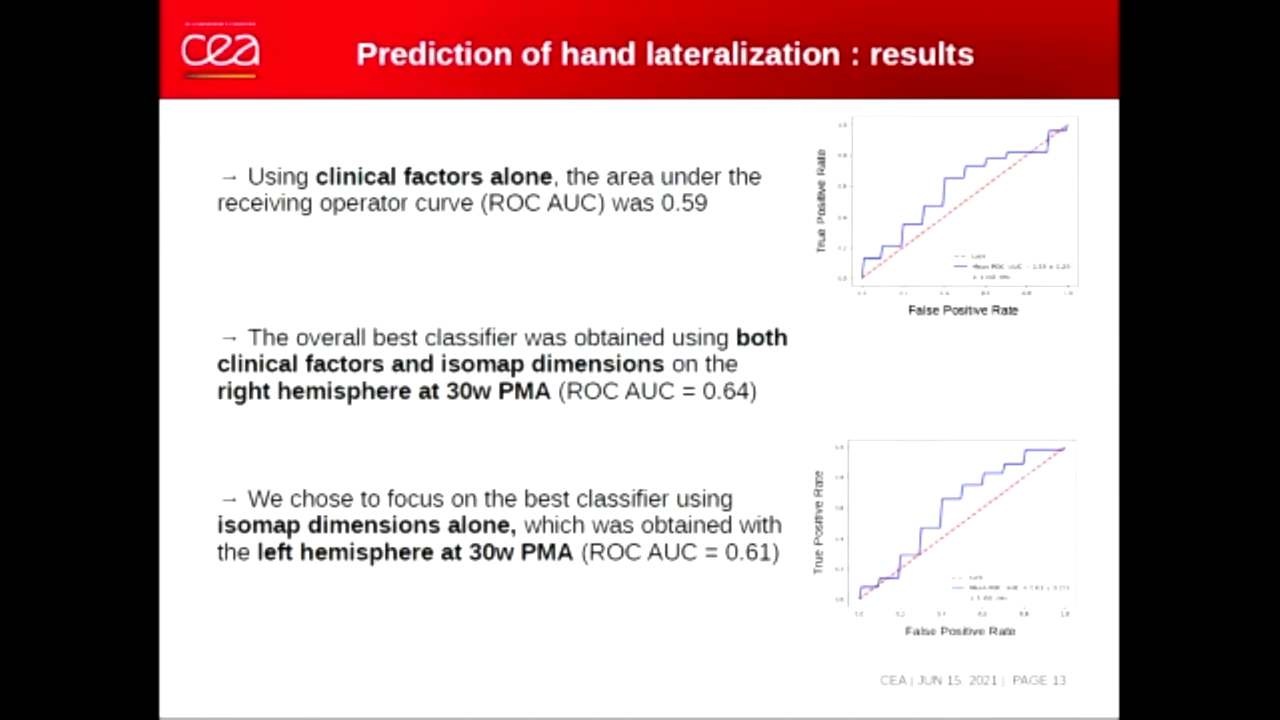 cea
Prediction of hand lateralization : results
→ Using clinical factors alone, the area under the
receiving operator curve (ROC AUC) was 0.59
True Positive Rate
False Positive Rate
→ The overall best classifier was obtained using both
clinical factors and isomap dimensions on the
right hemisphere at 30w PMA (ROC AUC = 0.64)
→ We chose to focus on the best classifier using
isomap dimensions alone, which was obtained with
the left hemisphere at 30w PMA (ROC AUC = 0.61)
True Positive Rate
False Positive Rate
CEA | JUN 15. 2021 | PAGE 13